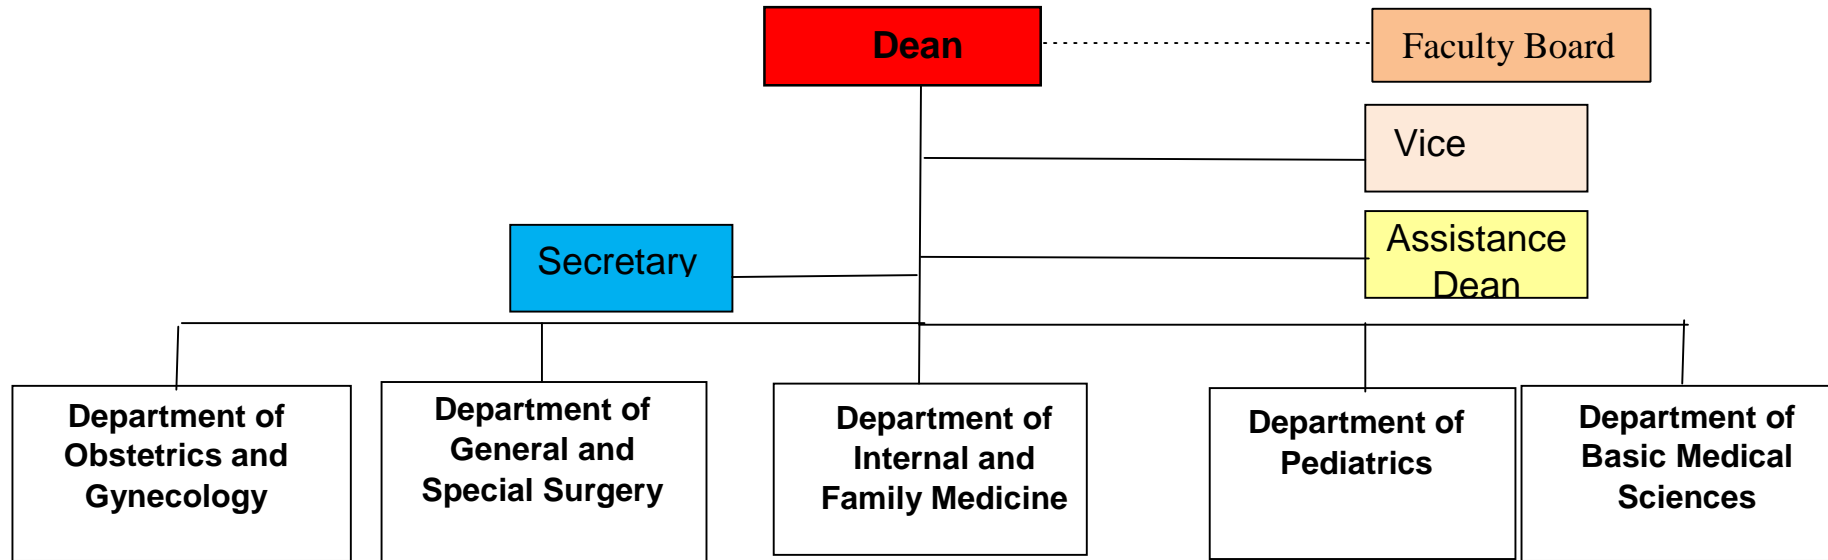 Dean
Faculty Board
Vice
Assistance
Dean
Secretary
Department of
Obstetrics and
Gynecology
Department of
General and
Special Surgery
Department of
Internal and
Family Medicine
Department of
Pediatrics
Department of
Basic Medical
Sciences